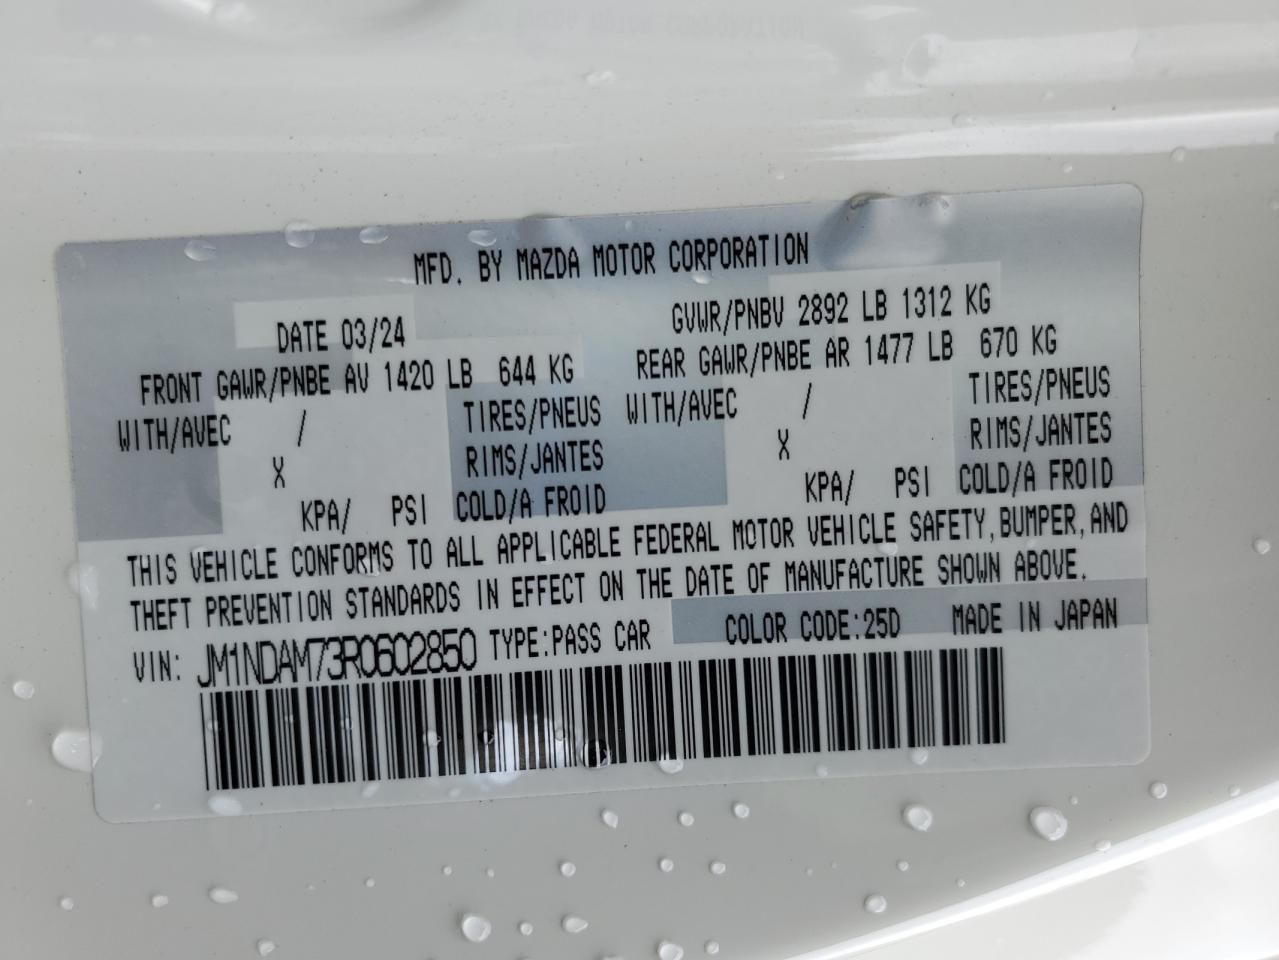 MFD. BY MAZDA MOTOR CORPORATION
DATE 03/24 GVWR/PNBV 2892 LB 1312 KG
FRONT GAWR/PNBE AV 1420 LB 644 KG REAR GAWR/PNBE AR 1477 LB 670 KG
WITH/AVEC / TIRES/PNEUS WITH/AVEC / TIRES/PNEUS
X RIMS/JANTES X RIMS/JANTES
KPA/ PSI COLD/A FROID KPA/ PSI COLD/A FROID
THIS VEHICLE CONFORMS TO ALL APPLICABLE FEDERAL MOTOR VEHICLE SAFETY, BUMPER, AND
THEFT PREVENTION STANDARDS IN EFFECT ON THE DATE OF MANUFACTURE SHOWN ABOVE.
VIN: JM1NDAM73R0602850 TYPE:PASS CAR COLOR CODE:25D MADE IN JAPAN